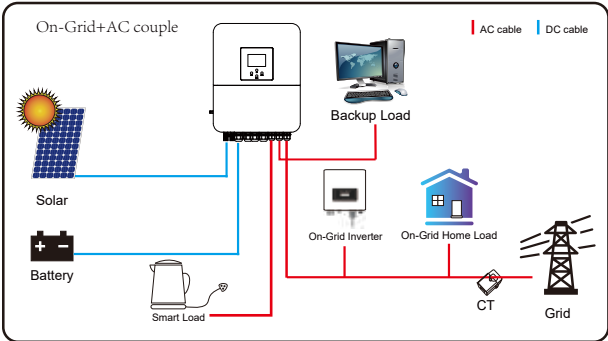 On-Grid+AC couple
AC cable
DC cable
Backup Load
Solar
On-Grid Inverter
On-Grid Home Load
Battery
Smart Load
CT
Grid